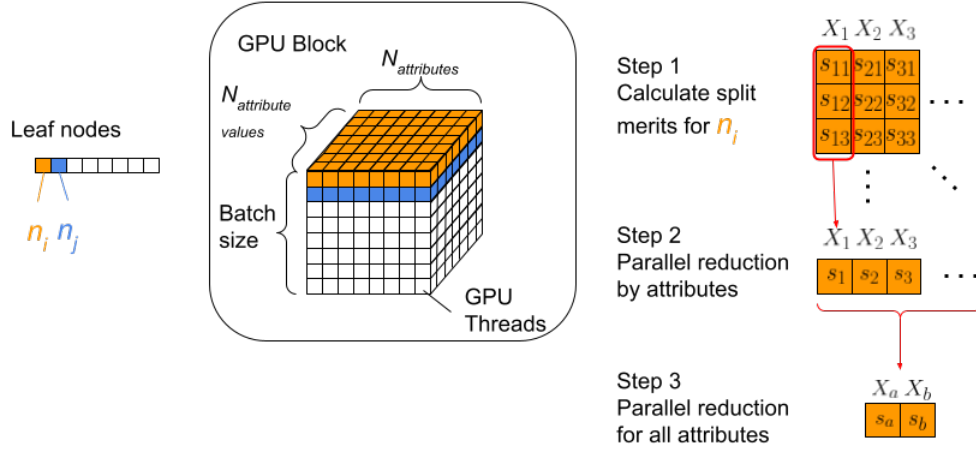 Leaf nodes
n_i n_j
GPU Block
N_attributes
N_attribute
values
Batch
size
GPU
Threads
Step 1
Calculate split
merits for n_i
X_1 X_2 X_3
s_11 s_21 s_31
s_12 s_22 s_32 ...
s_13 s_23 s_33
Step 2
Parallel reduction
by attributes
X_1 X_2 X_3
s_1 s_2 s_3 ...
Step 3
Parallel reduction
for all attributes
X_a X_b
s_a s_b